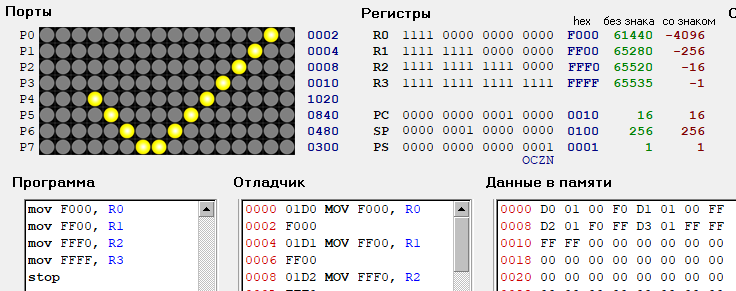 Порты
P0 0002
P1 0004
P2 0008
P3 0010
P4 1020
P5 0840
P6 0480
P7 0300
Регистры
hex без знака со знаком
R0 1111 0000 0000 0000 F000 61440 -4096
R1 1111 1111 0000 0000 FF00 65280 -256
R2 1111 1111 1111 0000 FFF0 65520 -16
R3 1111 1111 1111 1111 FFFF 65535 -1
PC 0000 0000 0001 0000 0010 16 16
SP 0000 0001 0000 0000 0100 256 256
PS 0000 0000 0000 0001 0001 1 1
OCZN
Программа
mov F000, R0
mov FF00, R1
mov FFF0, R2
mov FFFF, R3
stop
Отладчик
0000 01D0 MOV F000, R0
0002 F000
0004 01D1 MOV FF00, R1
0006 FF00
0008 01D2 MOV FFF0, R2
Данные в памяти
0000 D0 01 00 F0 D1 01 00 FF
0008 D2 01 F0 FF D3 01 FF FF
0010 FF FF 00 00 00 00 00 00
0018 00 00 00 00 00 00 00 00
0020 00 00 00 00 00 00 00 00